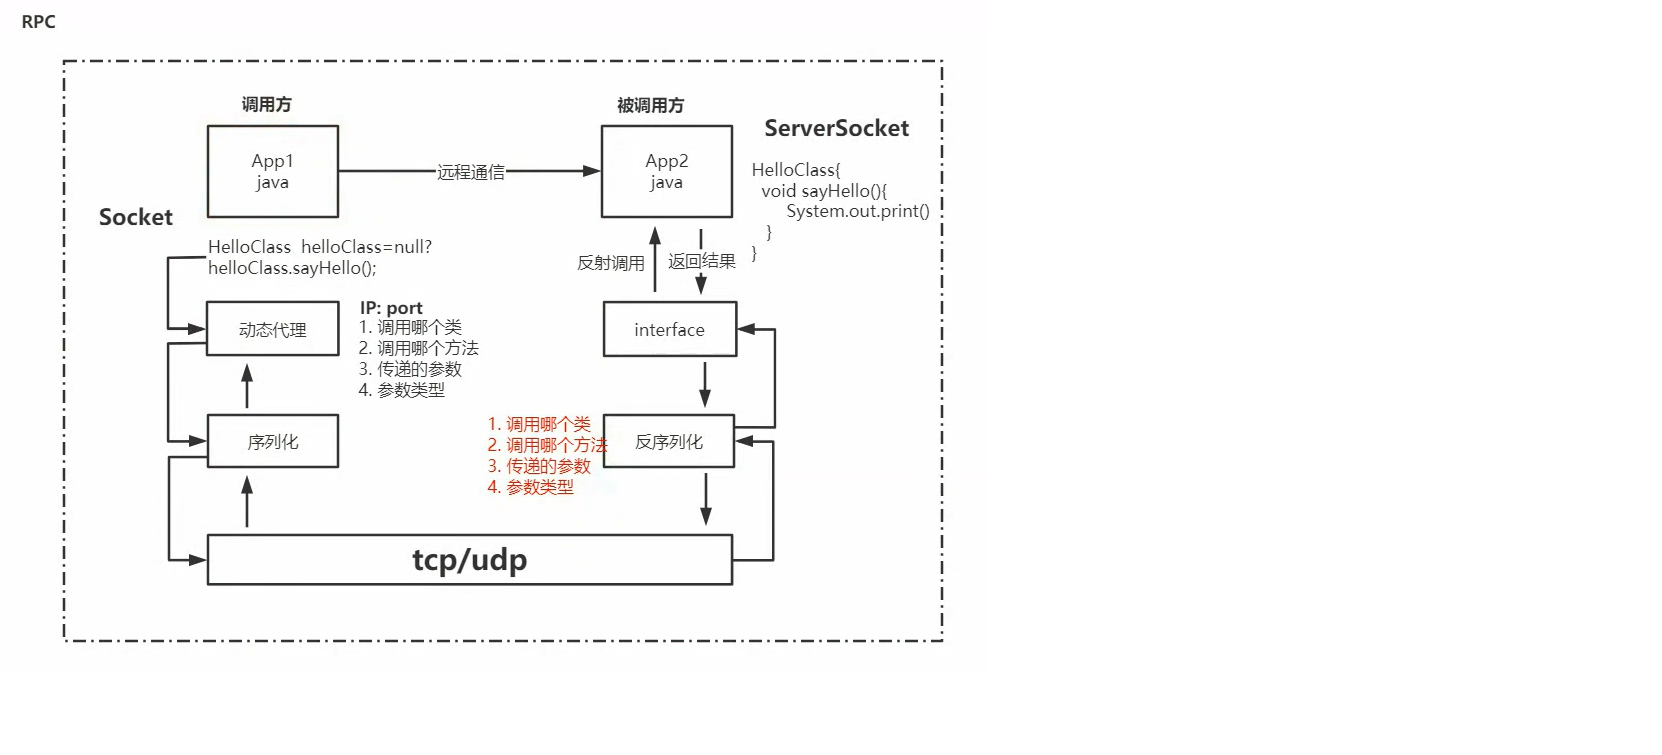 RPC
调用方
被调用方
ServerSocket
App1
java
远程通信
App2
java
HelloClass{
void sayHello(){
System.out.print()
}
}
Socket
HelloClass  helloClass=null?
helloClass.sayHello();
反射调用
返回结果
动态代理
IP: port
1. 调用哪个类
2. 调用哪个方法
3. 传递的参数
4. 参数类型
interface
序列化
1. 调用哪个类
2. 调用哪个方法
3. 传递的参数
4. 参数类型
反序列化
tcp/udp